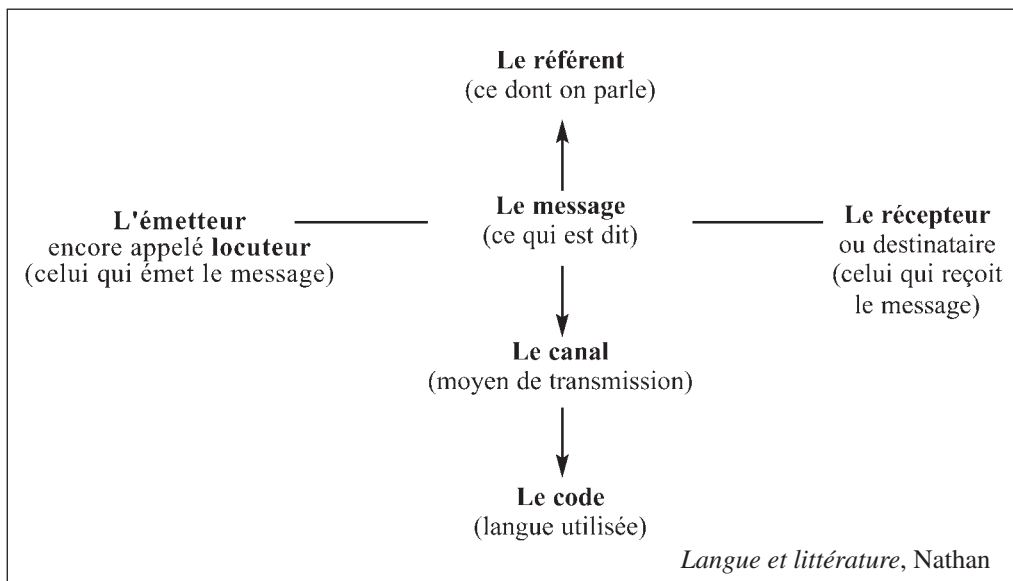 Le référent
(ce dont on parle)
L'émetteur
encore appelé locuteur
(celui qui émet le message)
Le message
(ce qui est dit)
Le récepteur
ou destinataire
(celui qui reçoit
le message)
Le canal
(moyen de transmission)
Le code
(langue utilisée)
Langue et littérature, Nathan